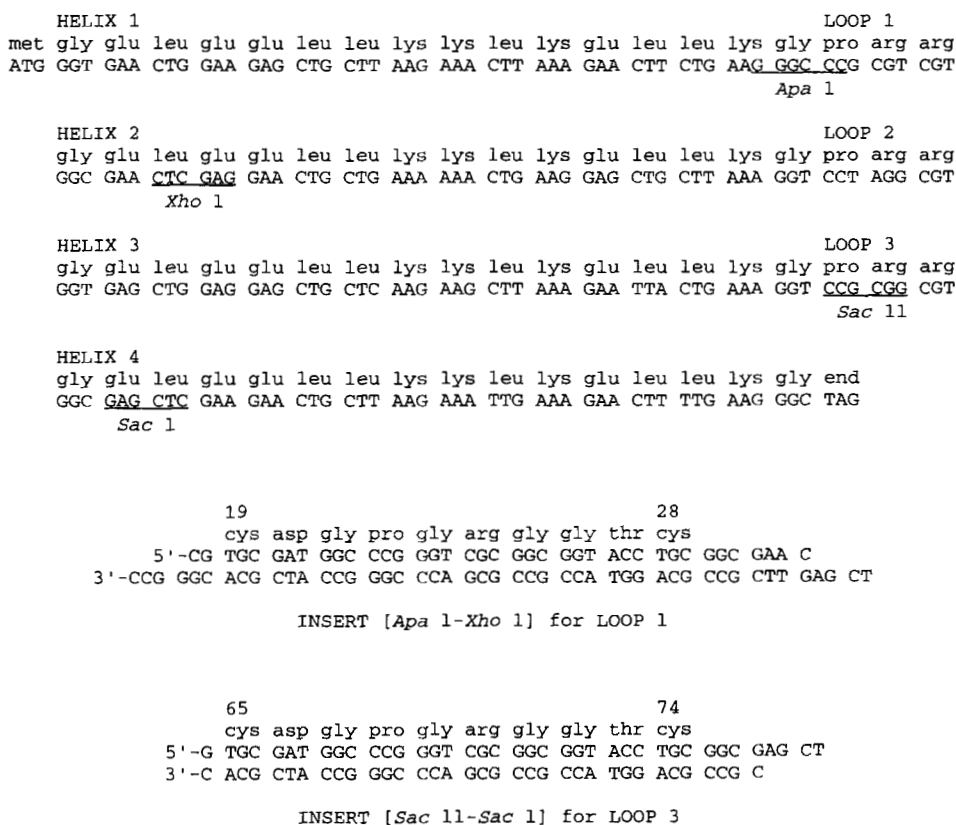 HELIX 1 LOOP 1
met gly glu leu glu glu leu leu lys lys leu lys glu leu leu lys gly pro arg arg
ATG GGT GAA CTG GAA GAG CTG CTT AAG AAA CTT AAA GAA CTT CTG AAG GGC CCG CGT CGT
Apa 1
HELIX 2 LOOP 2
gly glu leu glu glu leu leu lys lys leu lys glu leu leu lys gly pro arg arg
GGC GAA CTC GAG GAA CTG CTG AAA AAA CTG AAG GAG CTG CTT AAA GGT CCT AGG CGT
Xho 1
HELIX 3 LOOP 3
gly glu leu glu glu leu leu lys lys leu lys glu leu leu lys gly pro arg arg
GGT GAG CTG GAG GAG CTG CTC AAG AAG CTT AAA GAA TTA CTG AAA GGT CCG CGG CGT
Sac 11
HELIX 4
gly glu leu glu glu leu leu lys lys leu lys glu leu leu lys gly end
GGC GAG CTC GAA GAA CTG CTT AAG AAA TTG AAA GAA CTT TTG AAG GGC TAG
Sac 1
19 28
cys asp gly pro gly arg gly gly thr cys
5'-CG TGC GAT GGC CCG GGT CGC GGC GGT ACC TGC GGC GAA C
3'-CCG GGC ACG CTA CCG GGC CCA GCG CCG CCA TGG ACG CCG CTT GAG CT
INSERT [Apa 1-Xho 1] for LOOP 1
65 74
cys asp gly pro gly arg gly gly thr cys
5'-G TGC GAT GGC CCG GGT CGC GGC GGT ACC TGC GGC GAG CT
3'-C ACG CTA CCG GGC CCA GCG CCG CCA TGG ACG CCG C
INSERT [Sac 11-Sac 1] for LOOP 3